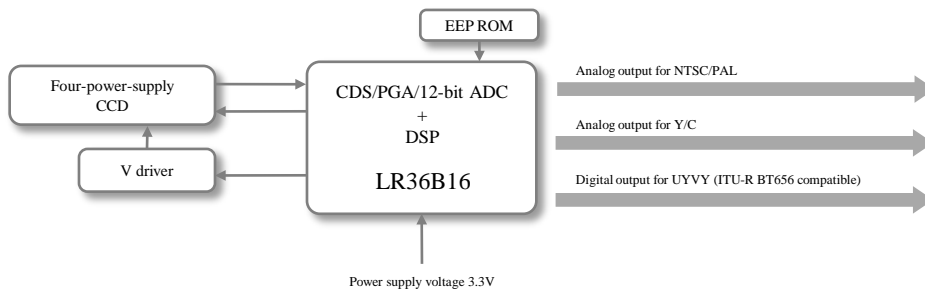 EEP ROM
Four-power-supply
CCD
V driver
CDS/PGA/12-bit ADC
+
DSP
LR36B16
Analog output for NTSC/PAL
Analog output for Y/C
Digital output for UYVY (ITU-R BT656 compatible)
Power supply voltage 3.3V